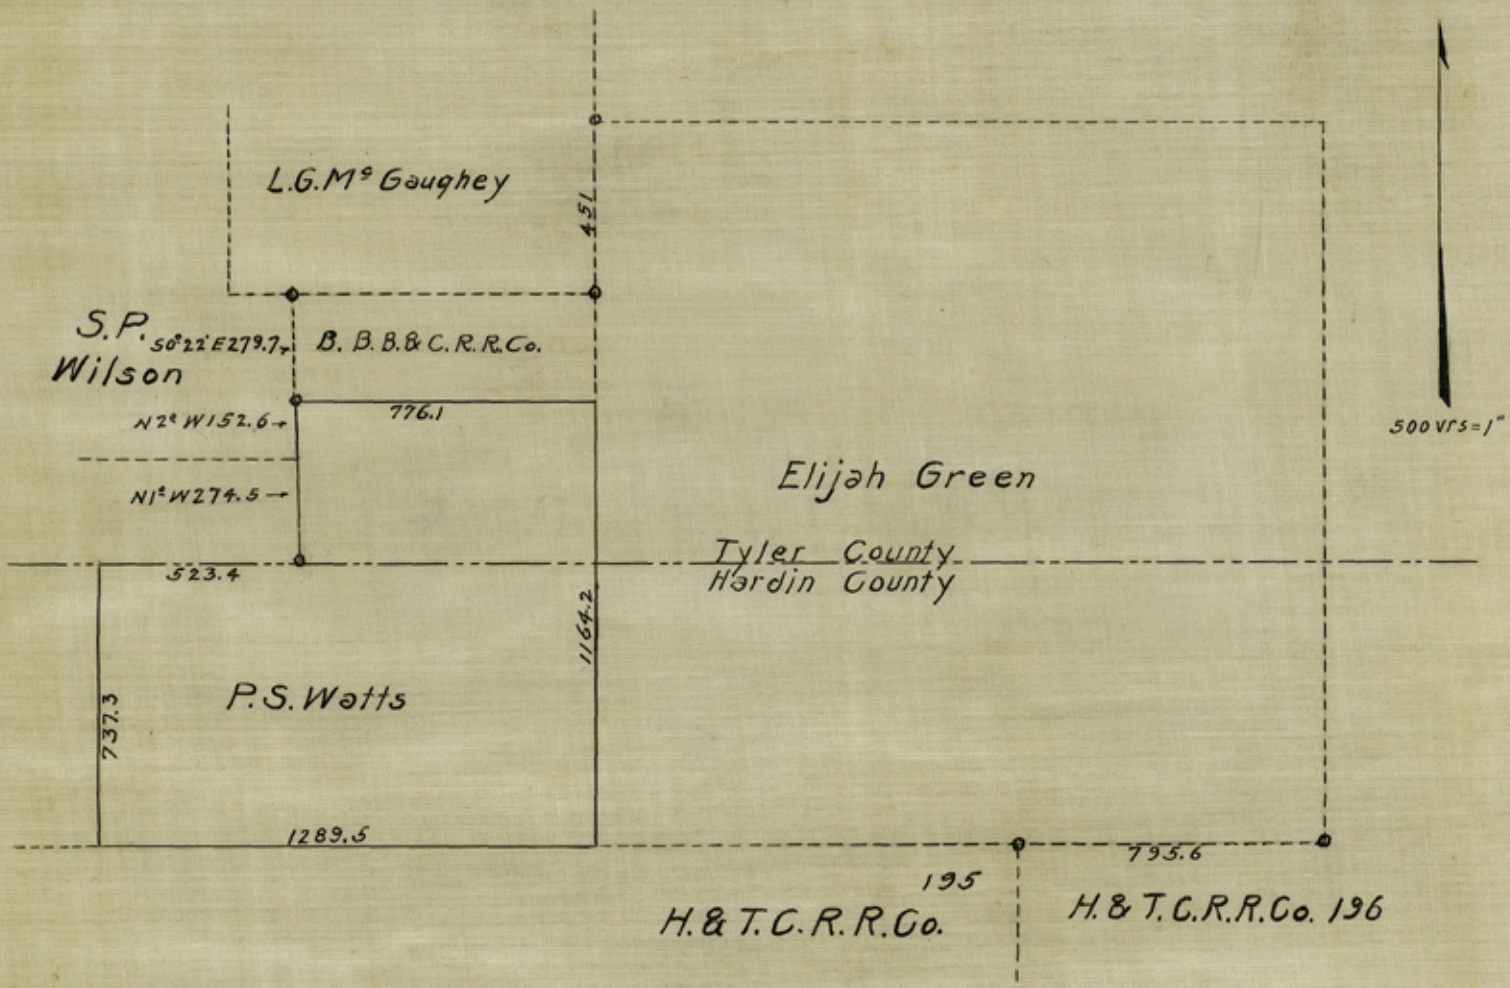 L.G. Mc Gaughey
451
S.P.
Wilson
S0°22'E279.7
B. B. B. & C. R. R. Co.
N2°W152.6
776.1
500 vrs = 1"
N1°W274.5
Elijah Green
Tyler County
Hardin County
523.4
1164.2
P.S. Watts
737.3
1289.5
795.6
195
H. & T. C. R. R. Co.
H. & T. C. R. R. Co. 196